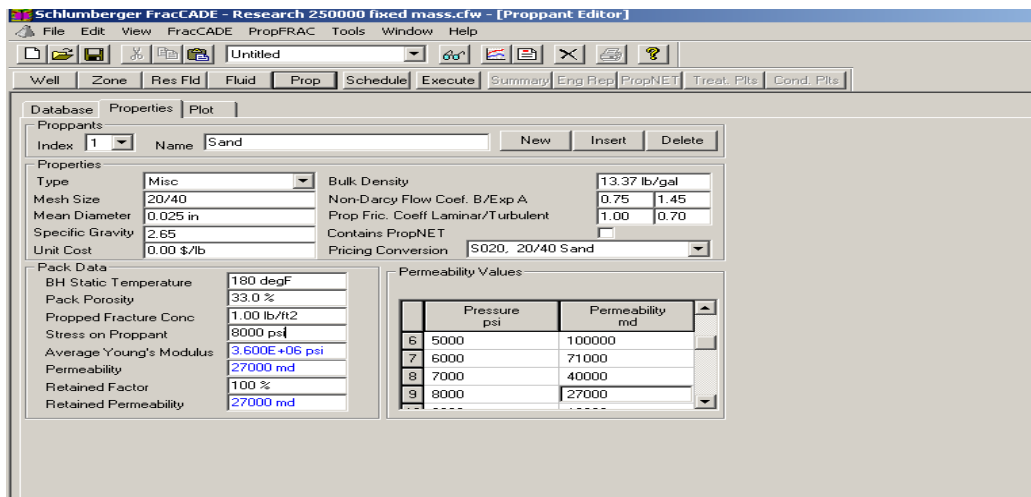 Schlumberger FracCADE - Research 250000 fixed mass.cfw - [Proppant Editor]
File Edit View FracCADE PropFRAC Tools Window Help
Untitled
Well Zone Res Fld Fluid Prop Schedule Execute Summary Eng Rep PropNET Treat. Plts Cond. Plts
Database Properties Plot
Proppants
Index 1 Name Sand New Insert Delete
Properties
Type Misc Bulk Density 13.37 lb/gal
Mesh Size 20/40 Non-Darcy Flow Coef. B/Exp A 0.75 1.45
Mean Diameter 0.025 in Prop Fric. Coeff Laminar/Turbulent 1.00 0.70
Specific Gravity 2.65 Contains PropNET
Unit Cost 0.00 $/lb Pricing Conversion S020, 20/40 Sand
Pack Data
BH Static Temperature 180 degF
Pack Porosity 33.0 %
Propped Fracture Conc 1.00 lb/ft2
Stress on Proppant 8000 psi
Average Young's Modulus 3.600E+06 psi
Permeability 27000 md
Retained Factor 100 %
Retained Permeability 27000 md
Permeability Values
Pressure psi Permeability md
6 5000 100000
7 6000 71000
8 7000 40000
9 8000 27000